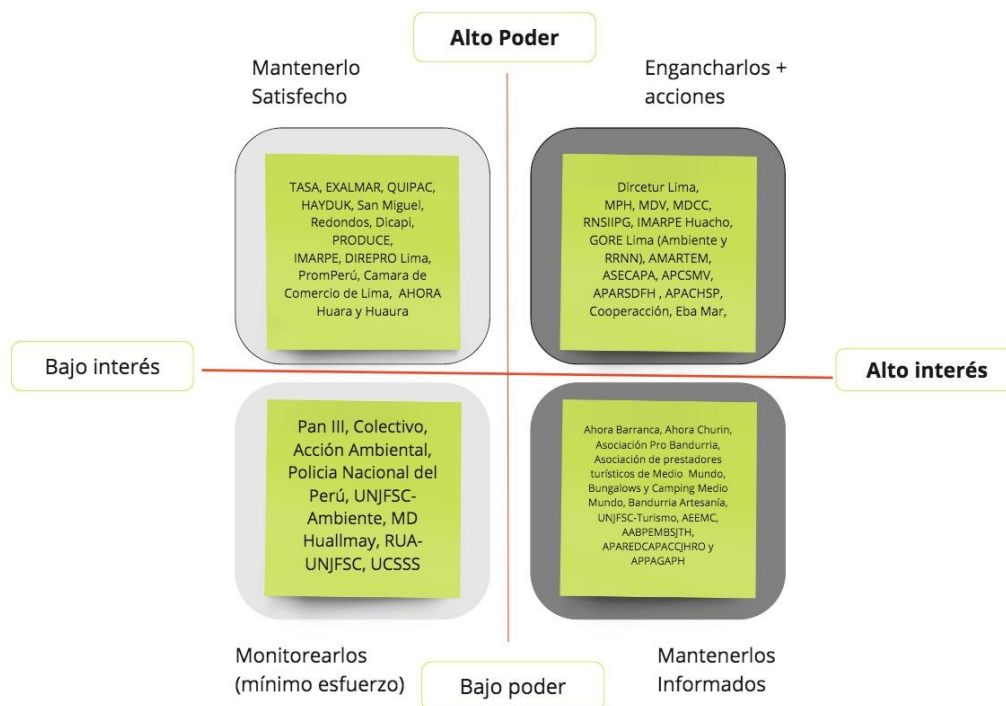 Alto Poder
Mantenerlo
Satisfecho
Engancharlos +
acciones
TASA, EXALMAR, QUIPAC,
HAYDUK, San Miguel,
Redondos, Dicapi,
PRODUCE,
IMARPE, DIREPRO Lima,
PromPerú, Camara de
Comercio de Lima, AHORA
Huara y Huaura
Dircetur Lima,
MPH, MDV, MDCC,
RNSIIPG, IMARPE Huacho,
GORE Lima (Ambiente y
RRNN), AMARTEM,
ASECAPA, APCSMV,
APARSDFH , APACHSP,
Cooperacción, Eba Mar,
Bajo interés
Alto interés
Pan III, Colectivo,
Acción Ambiental,
Policia Nacional del
Perú, UNJFSC-
Ambiente, MD
Huallmay, RUA-
UNJFSC, UCSSS
Ahora Barranca, Ahora Churin,
Asociación Pro Bandurria,
Asociación de prestadores
turísticos de Medio Mundo,
Bungalows y Camping Medio
Mundo, Bandurria Artesanía,
UNJFSC-Turismo, AEEMC,
AABPEMBSJTH,
APAREDCAPACCJHRO y
APPAGAPH
Monitorearlos
(mínimo esfuerzo)
Bajo poder
Mantenerlos
Informados